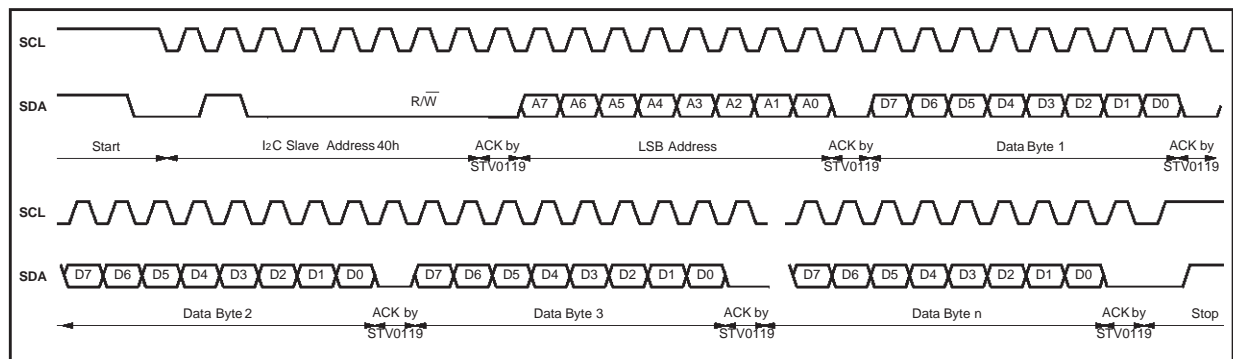 SCL
SDA R/W A7 A6 A5 A4 A3 A2 A1 A0 D7 D6 D5 D4 D3 D2 D1 D0
Start I2C Slave Address 40h ACK by STV0119 LSB Address ACK by STV0119 Data Byte 1 ACK by STV0119
SCL
SDA D7 D6 D5 D4 D3 D2 D1 D0 D7 D6 D5 D4 D3 D2 D1 D0 D7 D6 D5 D4 D3 D2 D1 D0
Data Byte 2 ACK by STV0119 Data Byte 3 ACK by STV0119 Data Byte n ACK by STV0119 Stop